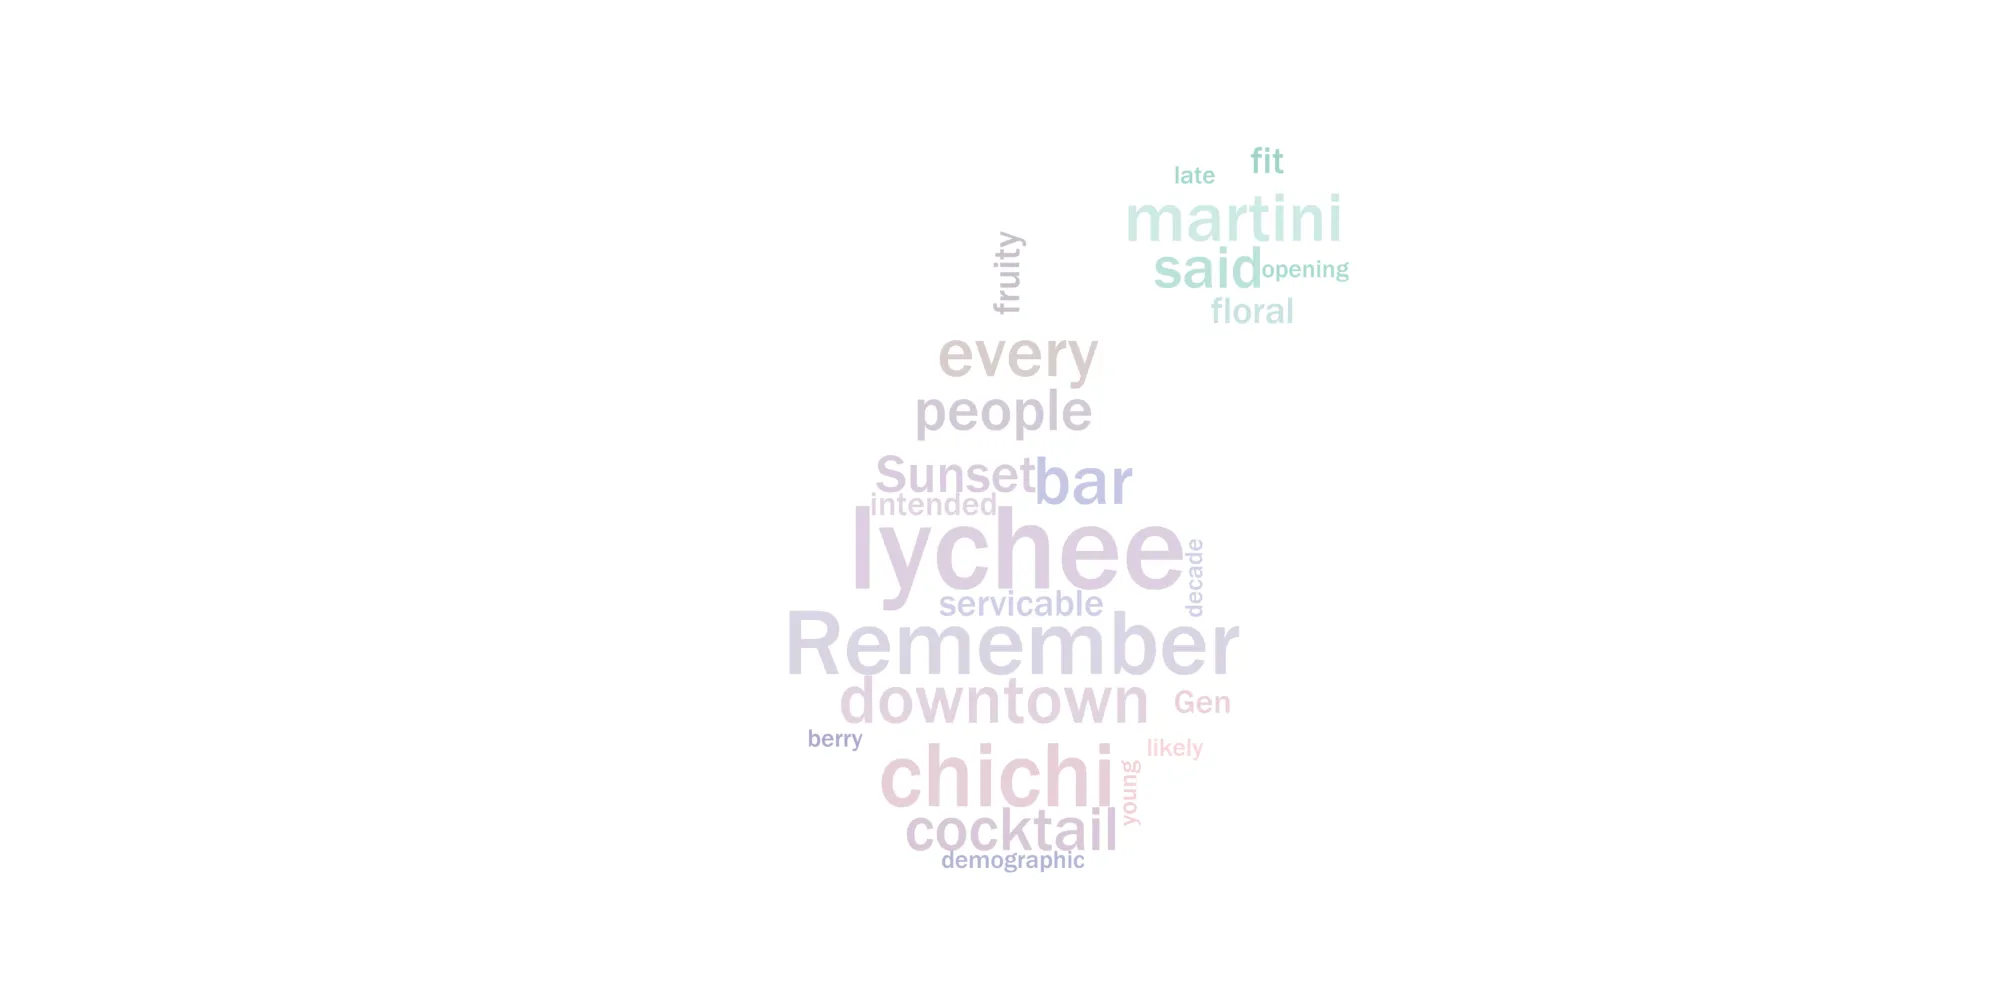 late
fit
martini
said
opening
floral
fruity
every
people
Sunset
bar
intended
lychee
decade
servicable
Remember
downtown
Gen
berry
likely
chichi
young
cocktail
demographic